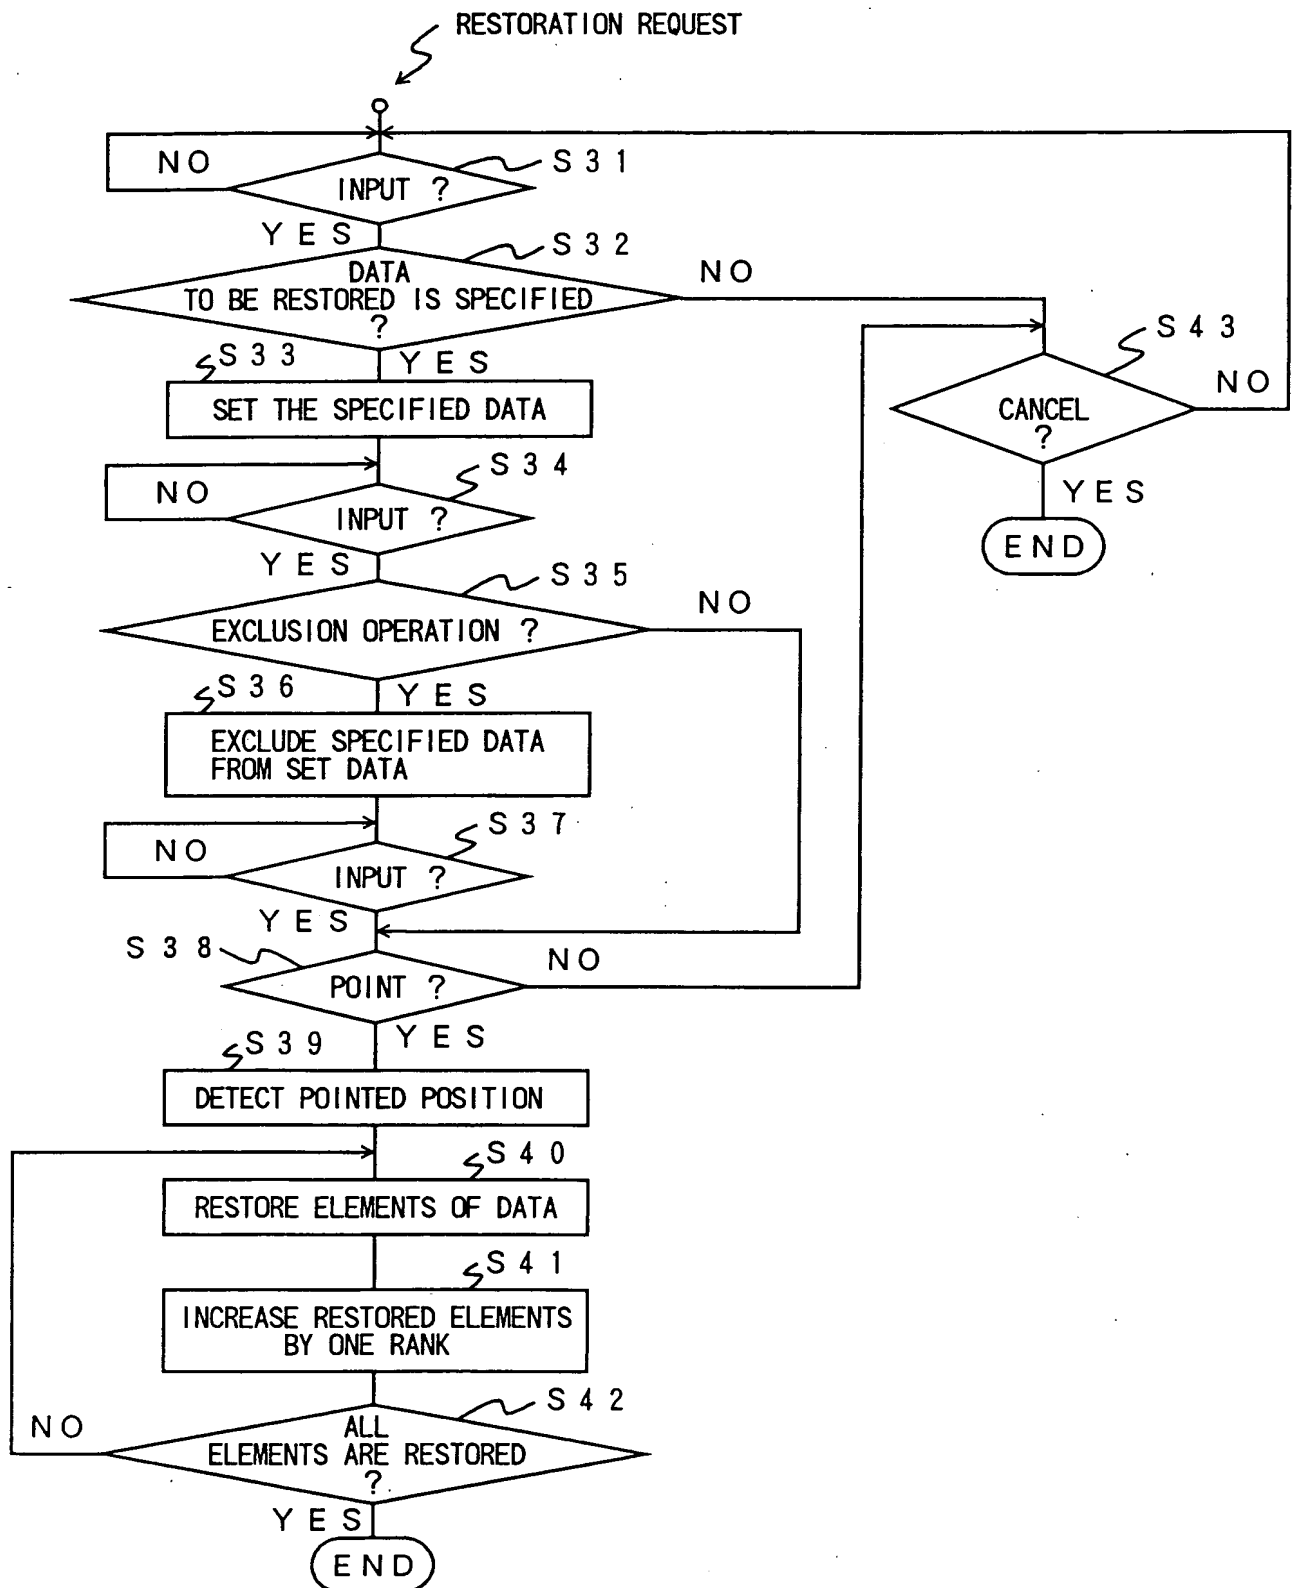 RESTORATION REQUEST
NO
S31
INPUT ?
YES
S32
DATA
TO BE RESTORED IS SPECIFIED
?
NO
S43
CANCEL
?
NO
YES
END
S33
YES
SET THE SPECIFIED DATA
S34
NO
INPUT ?
YES
S35
EXCLUSION OPERATION ?
NO
S36
YES
EXCLUDE SPECIFIED DATA
FROM SET DATA
S37
NO
INPUT ?
YES
S38
POINT ?
NO
YES
S39
DETECT POINTED POSITION
S40
RESTORE ELEMENTS OF DATA
S41
INCREASE RESTORED ELEMENTS
BY ONE RANK
S42
NO
ALL
ELEMENTS ARE RESTORED
?
YES
END